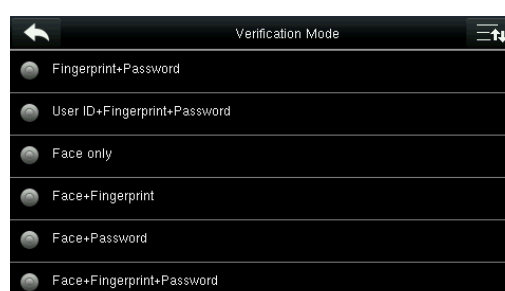 Verification Mode
Fingerprint+Password
User ID+Fingerprint+Password
Face only
Face+Fingerprint
Face+Password
Face+Fingerprint+Password